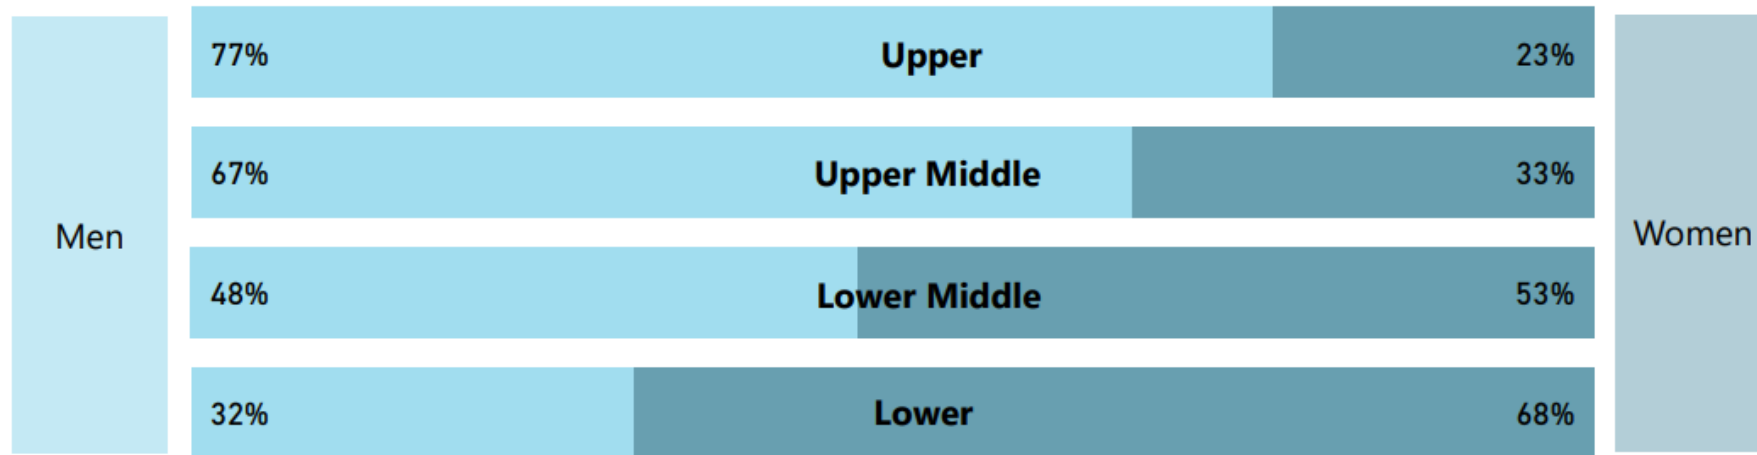 77% Upper 23%
67% Upper Middle 33%
Men
Women
48% Lower Middle 53%
32% Lower 68%